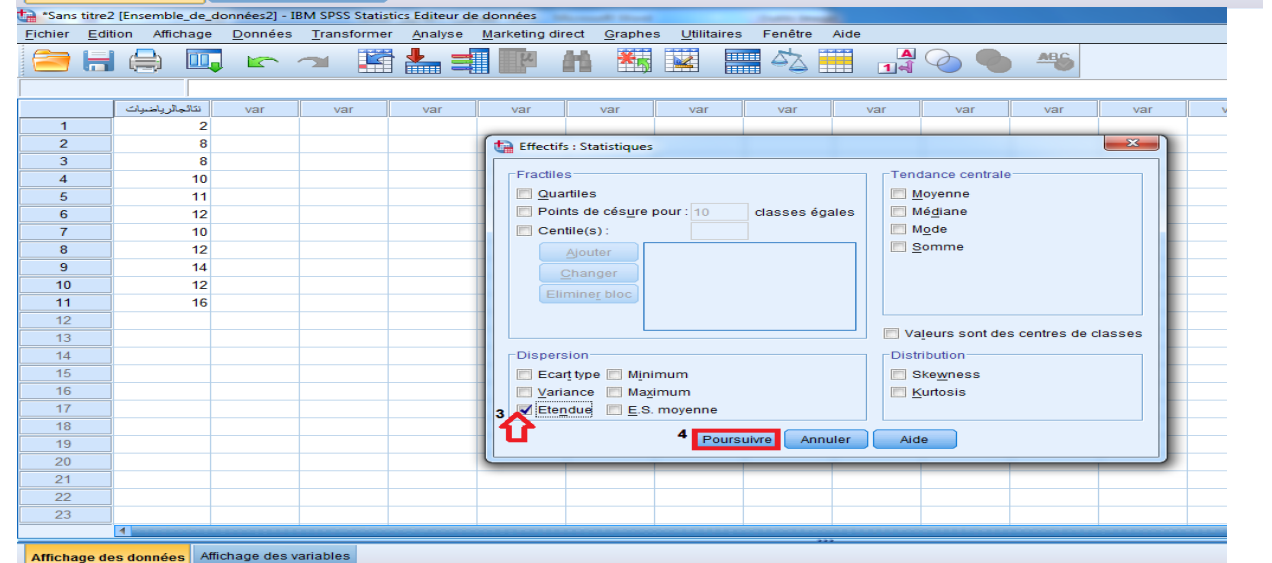 *Sans titre2 [Ensemble_de_données2] - IBM SPSS Statistics Editeur de données
Fichier Edition Affichage Données Transformer Analyse Marketing direct Graphes Utilitaires Fenêtre Aide
نتائجالرياضيات var var var var var var var var var var var
1 2
2 8
3 8
4 10
5 11
6 12
7 10
8 12
9 14
10 12
11 16
12
13
14
15
16
17
18
19
20
21
22
23
Effectifs : Statistiques
Fractiles
Quartiles
Points de césure pour : 10 classes égales
Centile(s) :
Ajouter
Changer
Eliminer bloc
Tendance centrale
Moyenne
Médiane
Mode
Somme
Valeurs sont des centres de classes
Dispersion
Ecart type Minimum
Variance Maximum
3 Etendue E.S. moyenne
Distribution
Skewness
Kurtosis
4 Poursuivre Annuler Aide
Affichage des données Affichage des variables